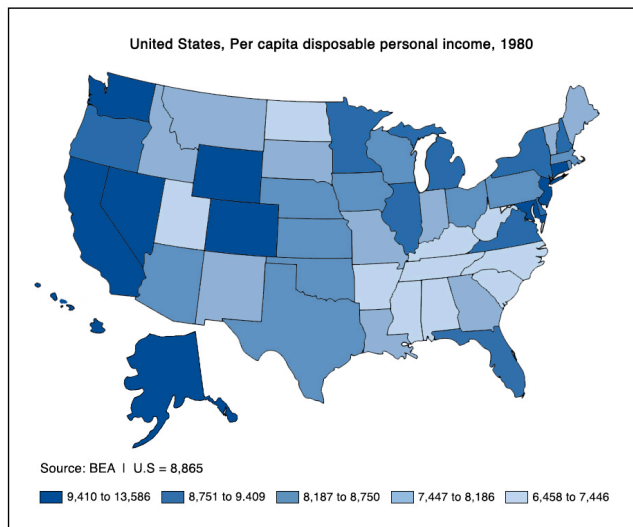 United States, Per capita disposable personal income, 1980
Source: BEA | U.S = 8,865
9,410 to 13,586 8,751 to 9.409 8,187 to 8,750 7,447 to 8,186 6,458 to 7,446